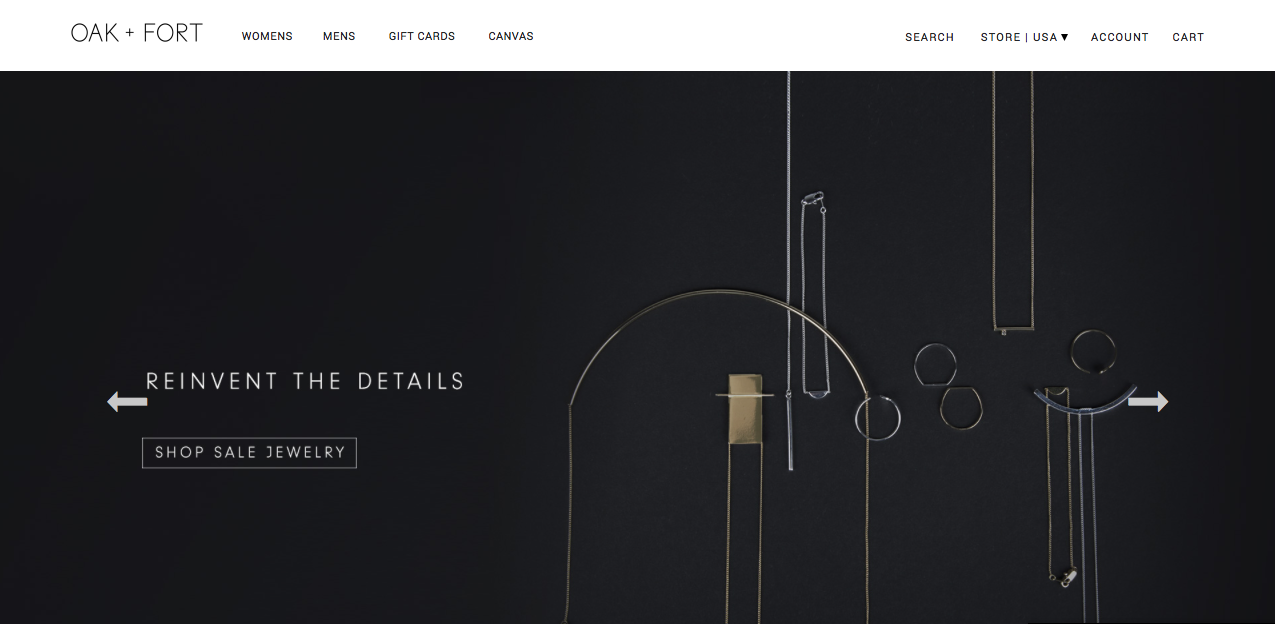 OAK + FORT
WOMENS MENS GIFT CARDS CANVAS
SEARCH STORE | USA ▼ ACCOUNT CART
REINVENT THE DETAILS
SHOP SALE JEWELRY